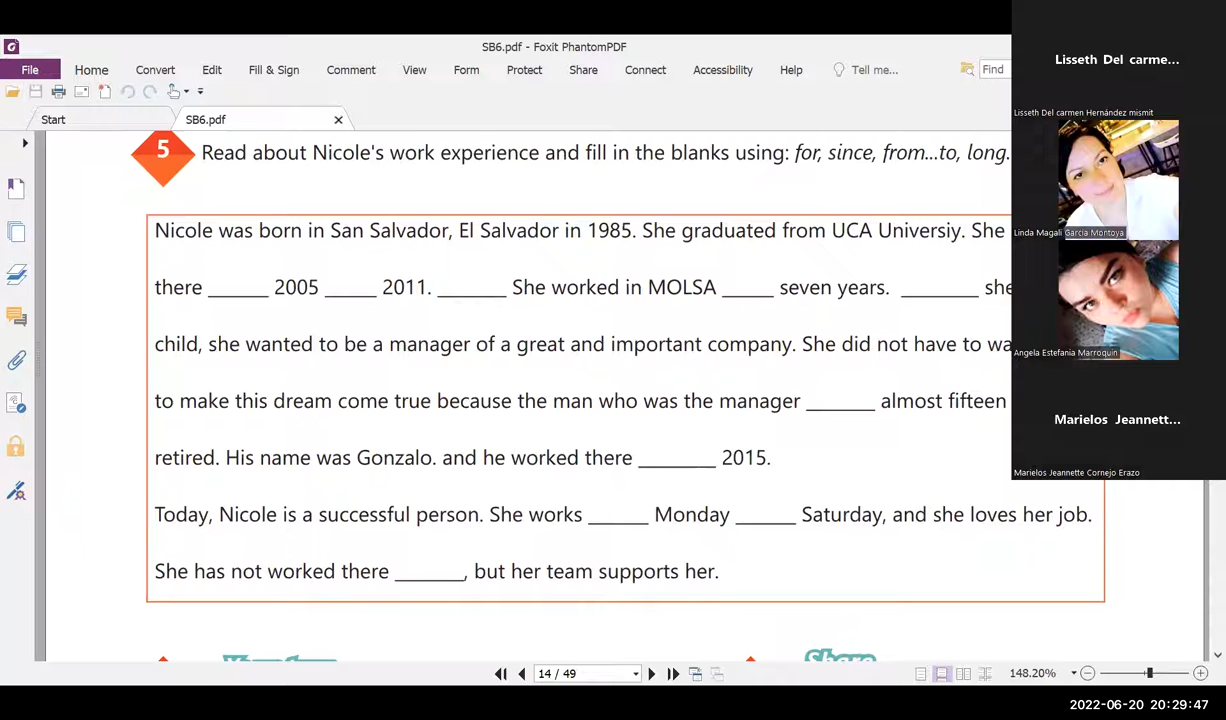 SB6.pdf - Foxit PhantomPDF
File Home Convert Edit Fill & Sign Comment View Form Protect Share Connect Accessibility Help Tell me... Find
Start SB6.pdf
5 Read about Nicole's work experience and fill in the blanks using: for, since, from...to, long.
Nicole was born in San Salvador, El Salvador in 1985. She graduated from UCA Universiy. She
there ______ 2005 _____ 2011. _______ She worked in MOLSA _____ seven years. ________ she
child, she wanted to be a manager of a great and important company. She did not have to wa
to make this dream come true because the man who was the manager _______ almost fifteen
retired. His name was Gonzalo. and he worked there ________ 2015.
Today, Nicole is a successful person. She works ______ Monday ______ Saturday, and she loves her job.
She has not worked there _______, but her team supports her.
Share
14 / 49
148.20%
Lisseth Del carme...
Lisseth Del carmen Hernández mismit
Linda Magali Garcia Montoya
Angela Estefania Marroquin
Marielos Jeannett...
Marielos Jeannette Cornejo Erazo
2022-06-20 20:29:47